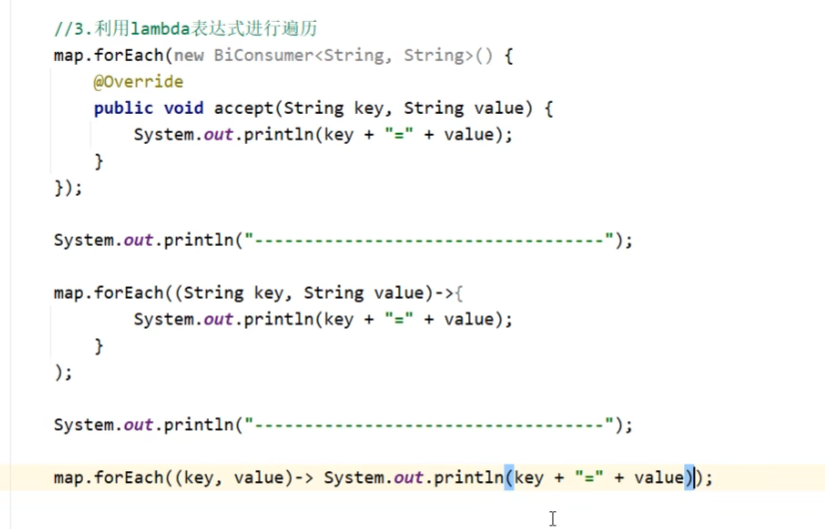 //3.利用lambda表达式进行遍历
map.forEach(new BiConsumer<String, String>() {
@Override
public void accept(String key, String value) {
System.out.println(key + "=" + value);
}
});
System.out.println("-----------------------------------");
map.forEach((String key, String value)->{
System.out.println(key + "=" + value);
}
);
System.out.println("-----------------------------------");
map.forEach((key, value)-> System.out.println(key + "=" + value));